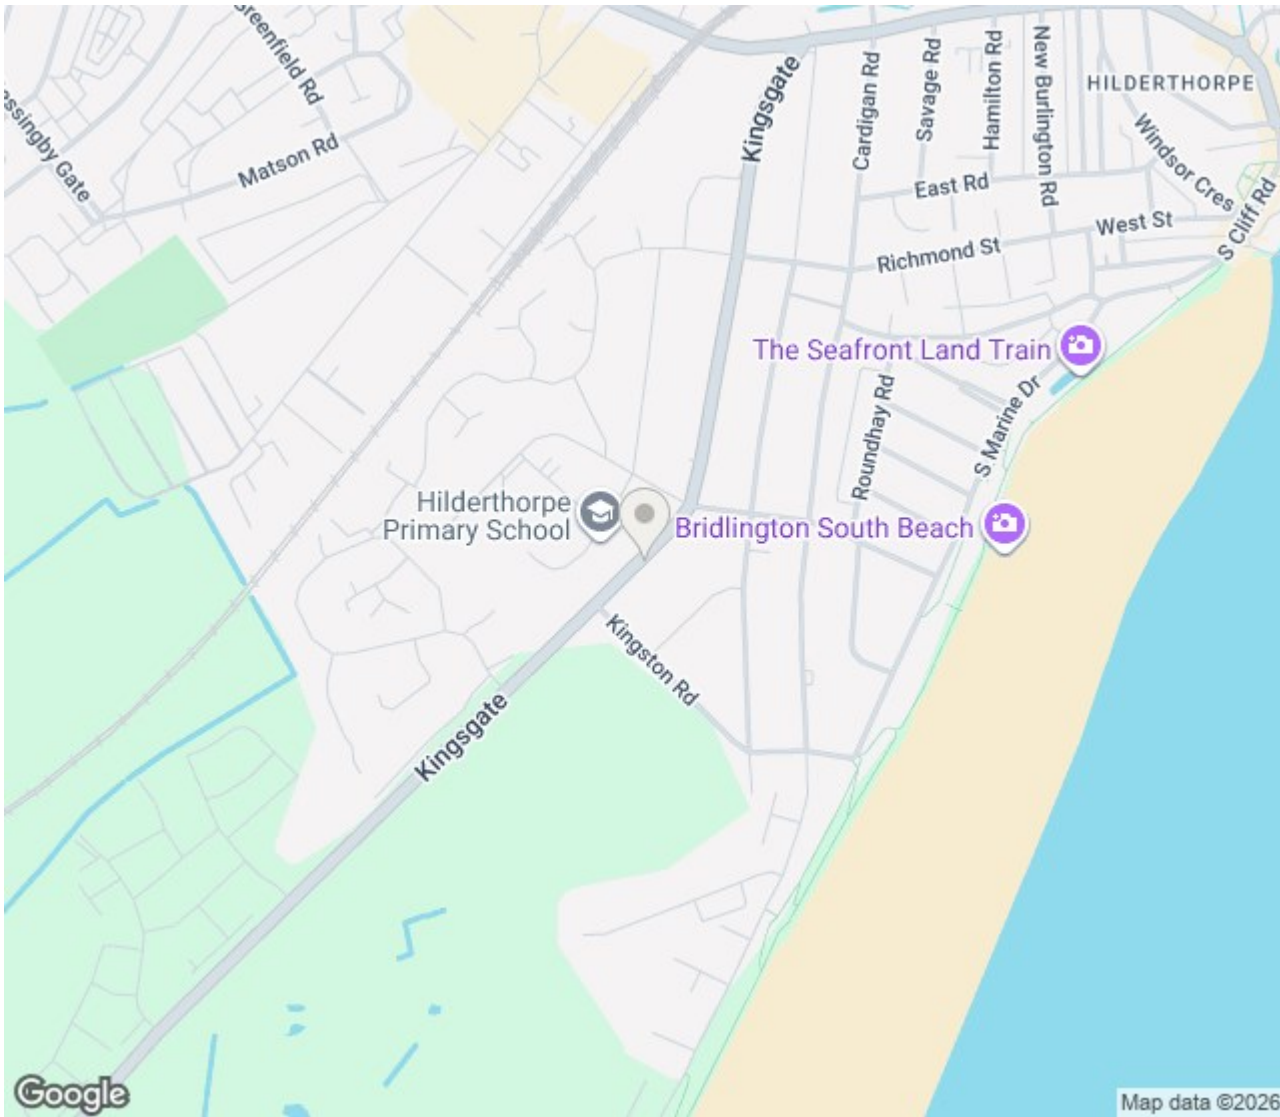 Greenfield Rd
Matson Rd
essingby Gate
Kingsgate
Cardigan Rd
Savage Rd
Hamilton Rd
New Burlington Rd
HILDERTHORPE
Windsor Cres
East Rd
West St
Richmond St
S Cliff Rd
The Seafront Land Train
Roundhay Rd
S Marine Dr
Hilderthorpe
Primary School
Bridlington South Beach
Kingston Rd
Kingsgate
Google
Map data ©2026